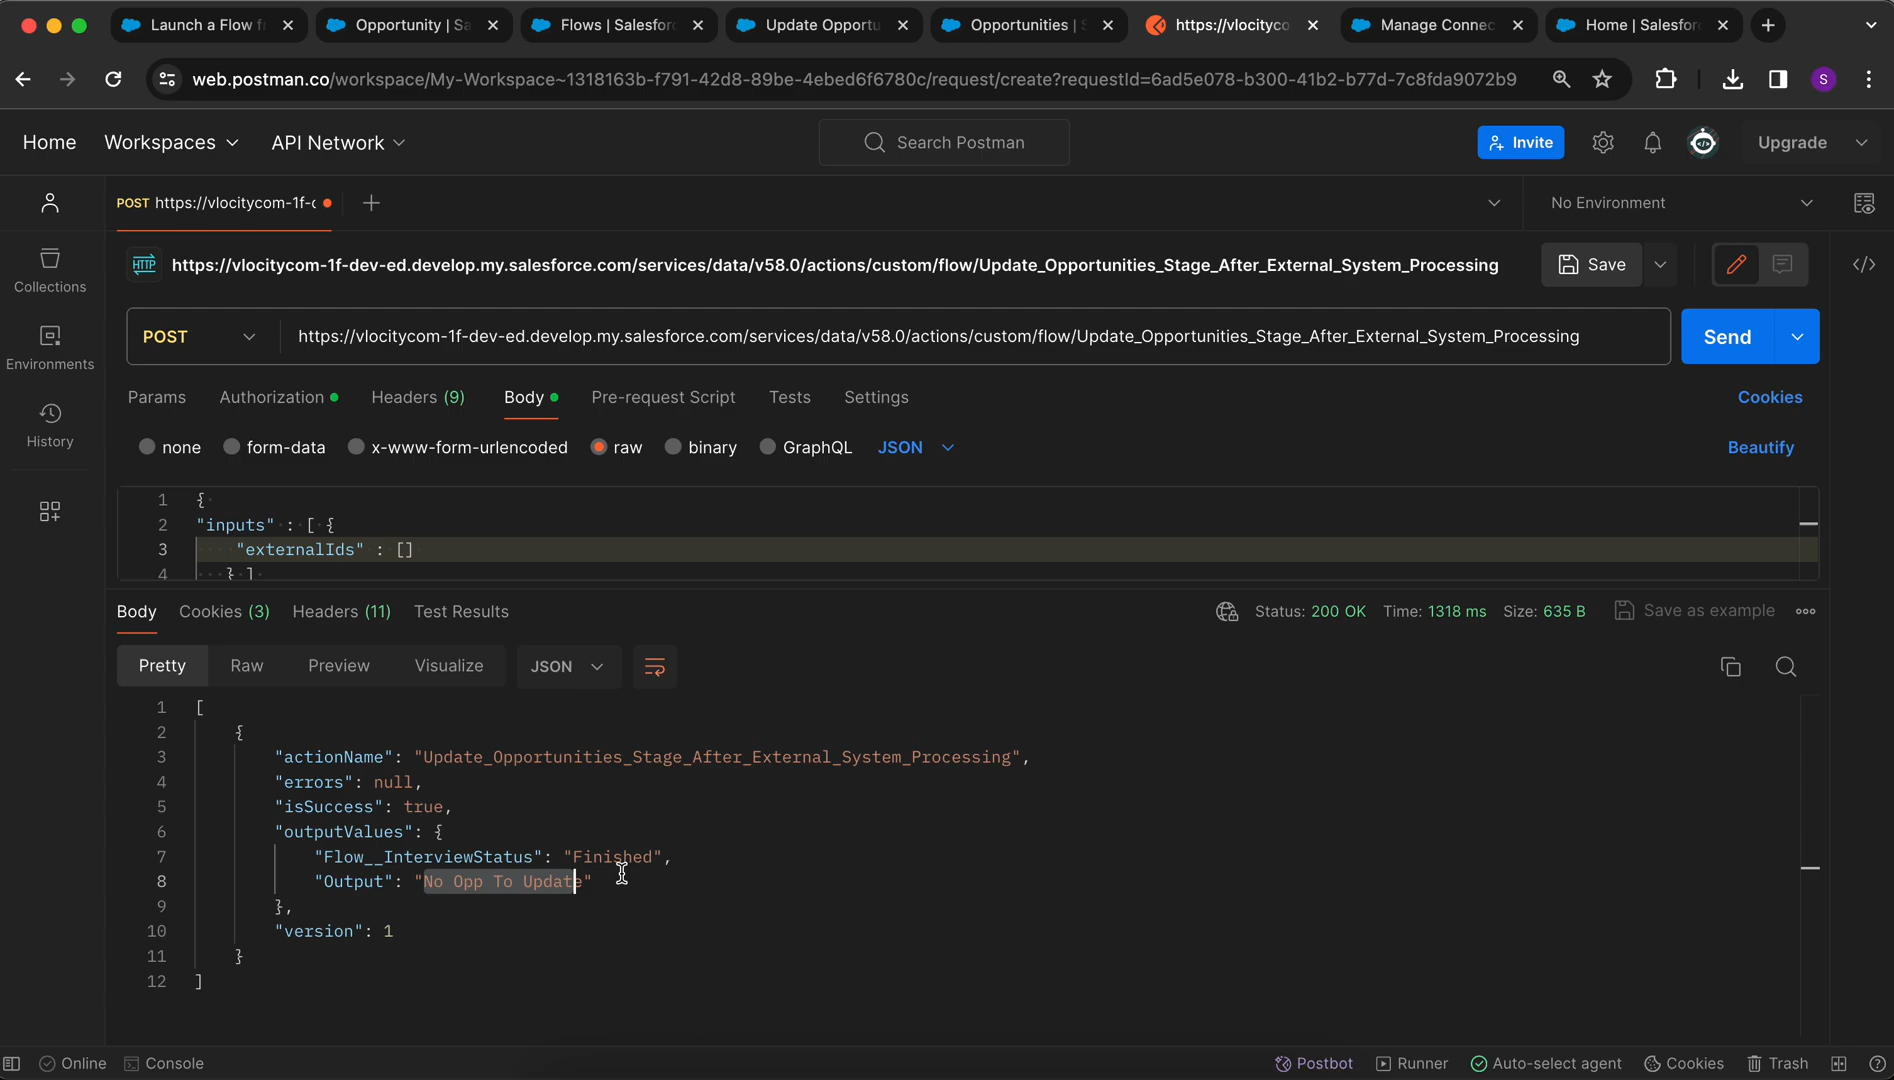 Launch a Flow f
Opportunity | Sa
Flows | Salesforc
Update Opportu
Opportunities | S
https://vlocityco
Manage Connec
Home | Salesfor
web.postman.co/workspace/My-Workspace~1318163b-f791-42d8-89be-4ebed6f6780c/request/create?requestId=6ad5e078-b300-41b2-b77d-7c8fda9072b9
S
Home
Workspaces
API Network
Search Postman
Invite
Upgrade
POST https://vlocitycom-1f-c
No Environment
HTTP
https://vlocitycom-1f-dev-ed.develop.my.salesforce.com/services/data/v58.0/actions/custom/flow/Update_Opportunities_Stage_After_External_System_Processing
Save
Collections
Environments
History
POST
https://vlocitycom-1f-dev-ed.develop.my.salesforce.com/services/data/v58.0/actions/custom/flow/Update_Opportunities_Stage_After_External_System_Processing
Send
Params
Authorization
Headers (9)
Body
Pre-request Script
Tests
Settings
Cookies
none
form-data
x-www-form-urlencoded
raw
binary
GraphQL
JSON
Beautify
1 {
2 "inputs" : [ {
3 "externalIds" : []
4 } ]
Body
Cookies (3)
Headers (11)
Test Results
Status: 200 OK
Time: 1318 ms
Size: 635 B
Save as example
Pretty
Raw
Preview
Visualize
JSON
1 [
2 {
3 "actionName": "Update_Opportunities_Stage_After_External_System_Processing",
4 "errors": null,
5 "isSuccess": true,
6 "outputValues": {
7 "Flow__InterviewStatus": "Finished",
8 "Output": "No Opp To Update"
9 },
10 "version": 1
11 }
12 ]
Online
Console
Postbot
Runner
Auto-select agent
Cookies
Trash